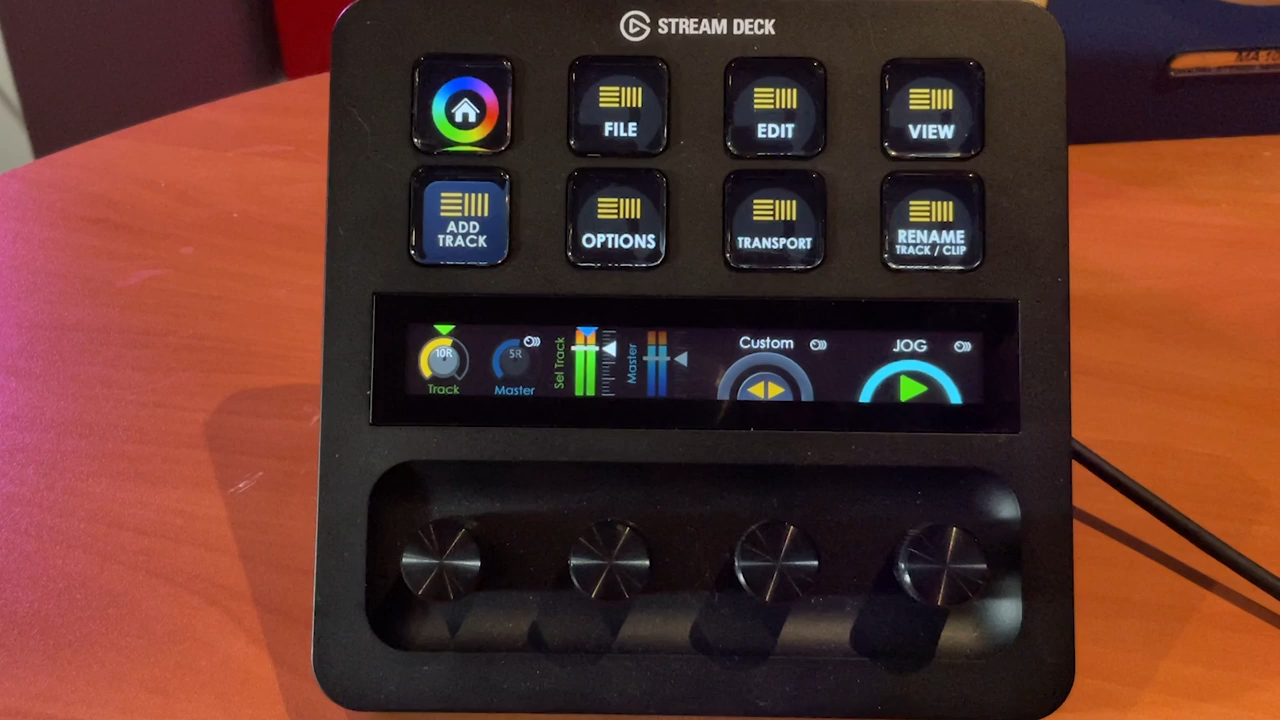 STREAM DECK
FILE
EDIT
VIEW
ADD
TRACK
OPTIONS
TRANSPORT
RENAME
TRACK / CLIP
10R
Track
5R
Master
Sel Track
Master
Custom
JOG